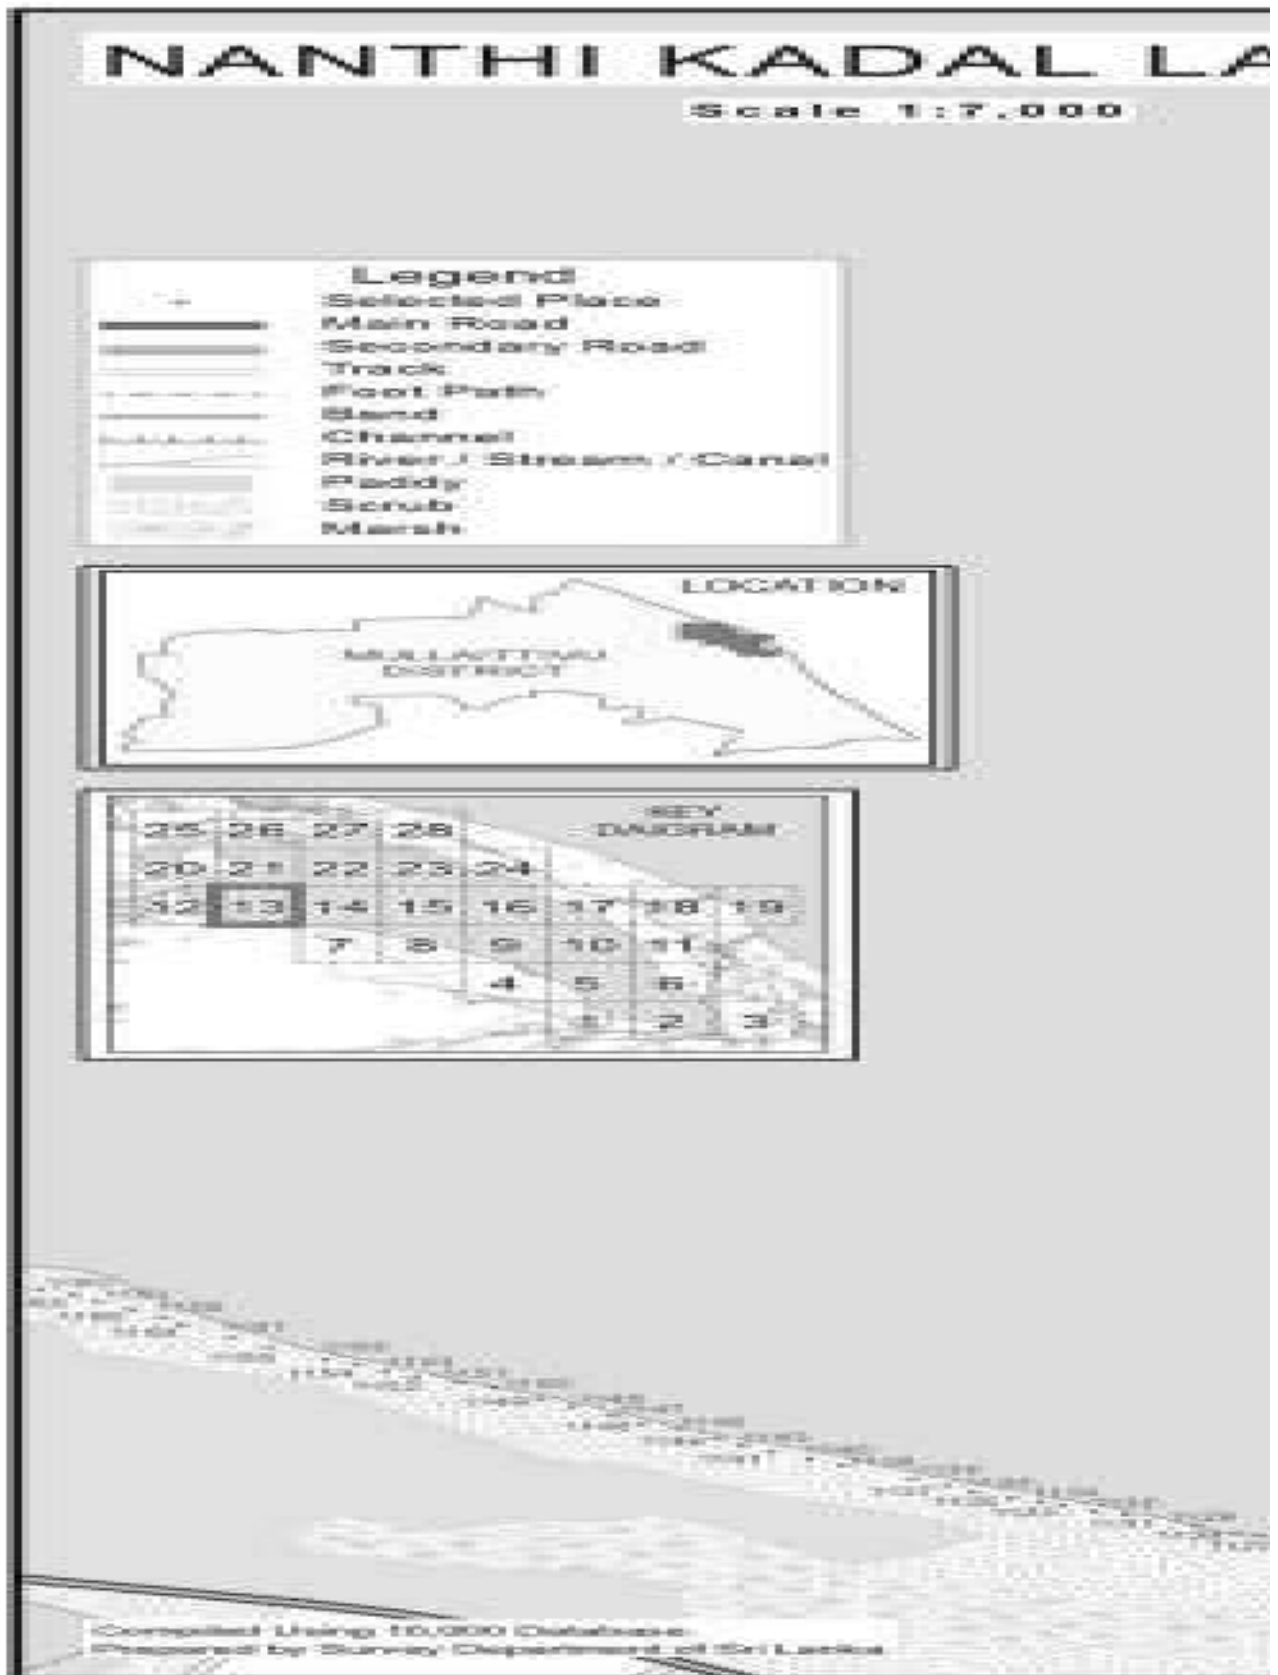 NANTHI KADAL LA
Scale 1:7,000
Legend
Selected Place
Main Road
Secondary Road
Track
Foot Path
Bund
Channel
River / Stream / Canal
Paddy
Scrub
Marsh
LOCATION
MULLAITTIVU
DISTRICT
KEY
DAIGRAM
25 26 27 28
20 21 22 23 24
12 13 14 15 16 17 18 19
7 8 9 10 11
4 5 6
1 2 3
Compiled Using 10,000 Database
Prepared by Survey Department of Sri Lanka